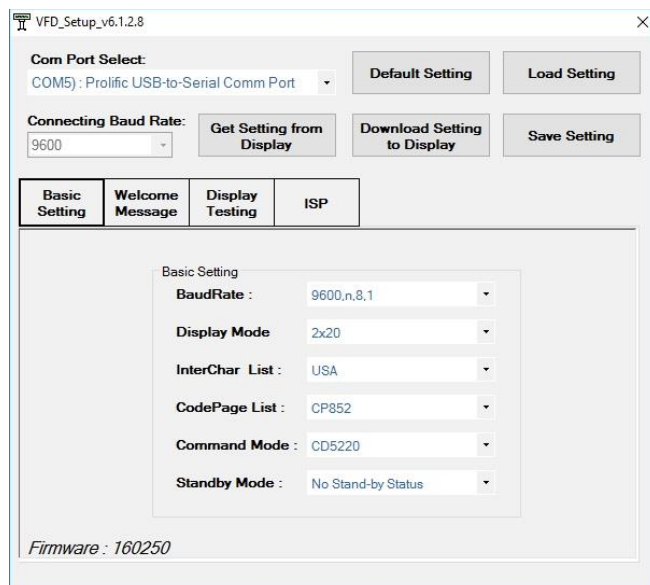 VFD_Setup_v6.1.2.8
Com Port Select:
COM5) : Prolific USB-to-Serial Comm Port
Default Setting
Load Setting
Connecting Baud Rate:
9600
Get Setting from
Display
Download Setting
to Display
Save Setting
Basic
Setting
Welcome
Message
Display
Testing
ISP
Basic Setting
BaudRate :
9600,n,8,1
Display Mode
2x20
InterChar List :
USA
CodePage List :
CP852
Command Mode :
CD5220
Standby Mode :
No Stand-by Status
Firmware : 160250